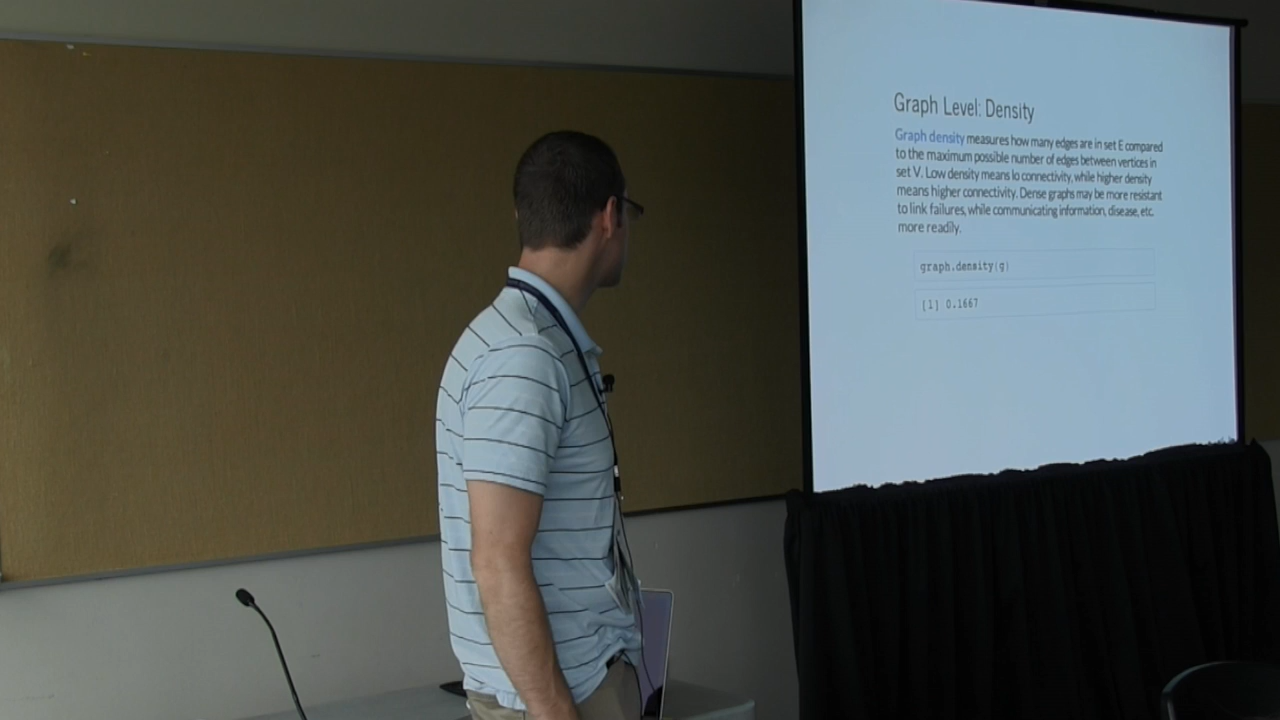 Graph Level: Density
Graph density measures how many edges are in set E compared
to the maximum possible number of edges between vertices in
set V. Low density means lo connectivity, while higher density
means higher connectivity. Dense graphs may be more resistant
to link failures, while communicating information, disease, etc.
more readily.
graph.density(g)
[1] 0.1667